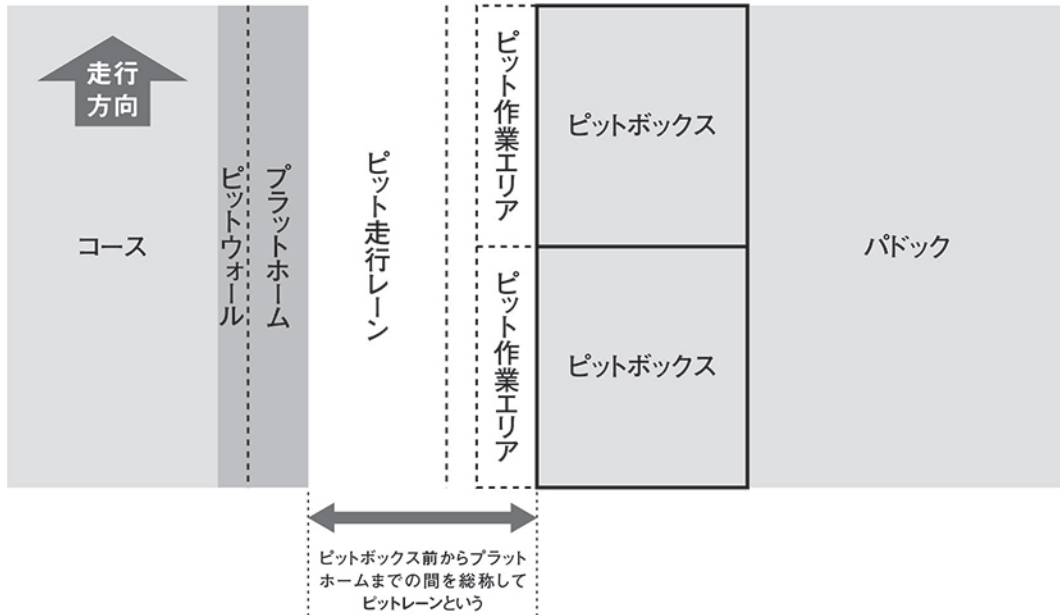 走行
方向
コース
ピットウォール
プラットホーム
ピット走行レーン
ピット作業エリア
ピット作業エリア
ピットボックス
ピットボックス
パドック
ピットボックス前からプラット
ホームまでの間を総称して
ピットレーンという